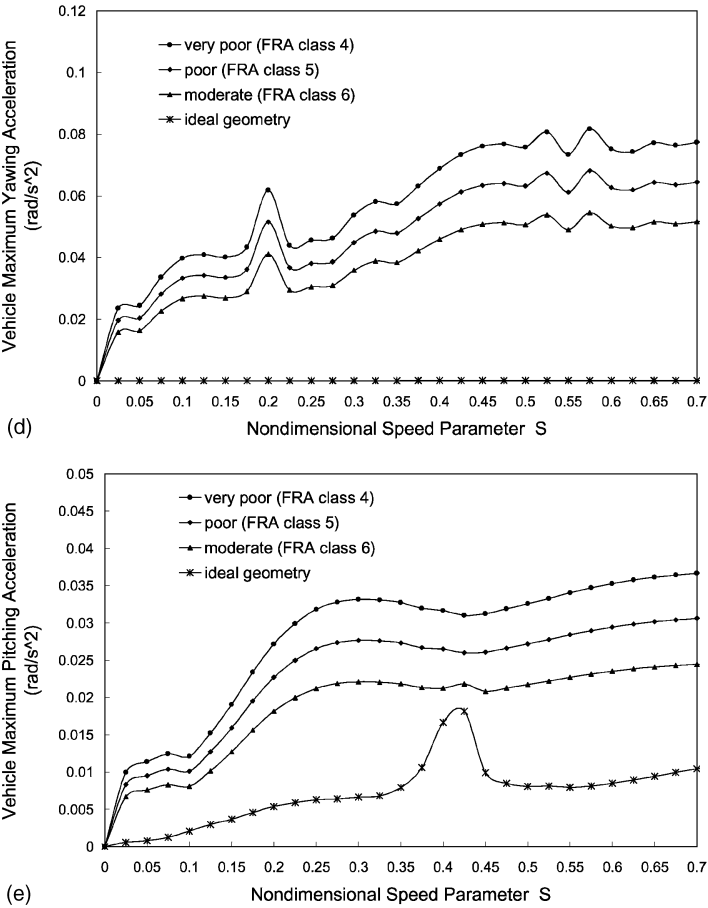 0.12
0.1
0.08
0.06
0.04
0.02
0
Vehicle Maximum Yawing Acceleration
(rad/s^2)
very poor (FRA class 4)
poor (FRA class 5)
moderate (FRA class 6)
ideal geometry
0 0.05 0.1 0.15 0.2 0.25 0.3 0.35 0.4 0.45 0.5 0.55 0.6 0.65 0.7
(d)
Nondimensional Speed Parameter S
0.05
0.045
0.04
0.035
0.03
0.025
0.02
0.015
0.01
0.005
0
Vehicle Maximum Pitching Acceleration
(rad/s^2)
very poor (FRA class 4)
poor (FRA class 5)
moderate (FRA class 6)
ideal geometry
0 0.05 0.1 0.15 0.2 0.25 0.3 0.35 0.4 0.45 0.5 0.55 0.6 0.65 0.7
(e)
Nondimensional Speed Parameter S